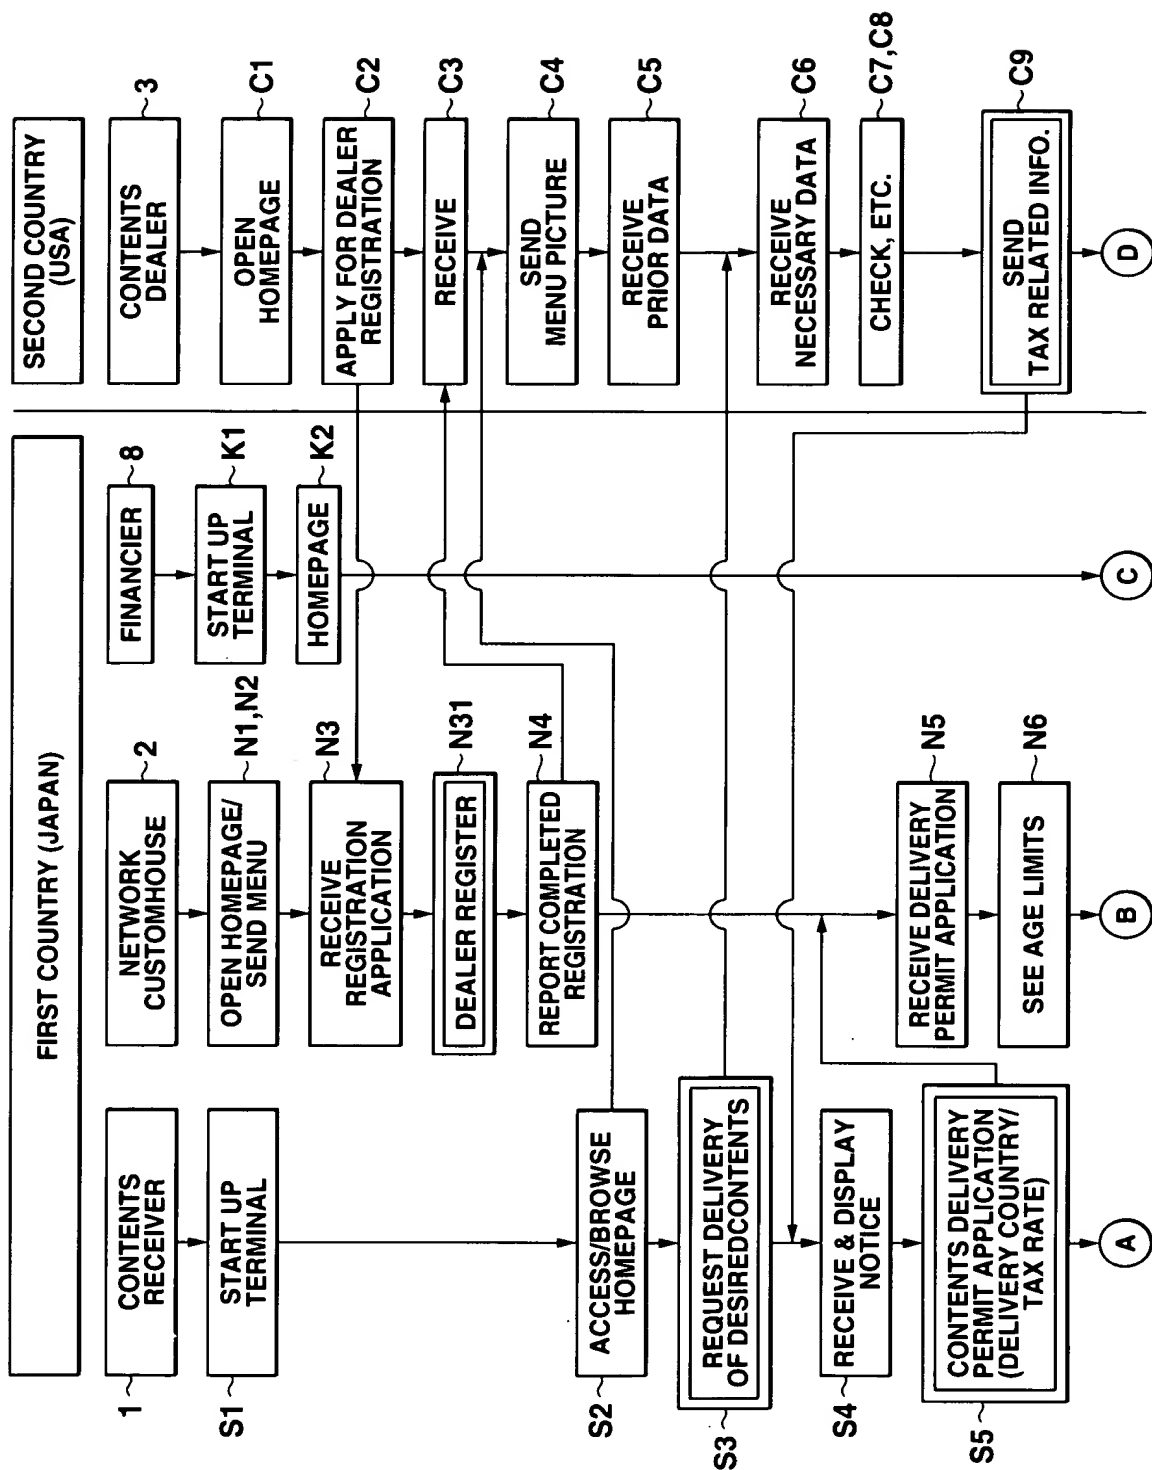 FIRST COUNTRY (JAPAN)
SECOND COUNTRY
(USA)
1
CONTENTS
RECEIVER
2
NETWORK
CUSTOMHOUSE
8
FINANCIER
3
CONTENTS
DEALER
S1
START UP
TERMINAL
N1,N2
OPEN HOMEPAGE/
SEND MENU
K1
START UP
TERMINAL
C1
OPEN
HOMEPAGE
N3
RECEIVE
REGISTRATION
APPLICATION
K2
HOMEPAGE
C2
APPLY FOR DEALER
REGISTRATION
N31
DEALER REGISTER
C3
RECEIVE
N4
REPORT COMPLETED
REGISTRATION
C4
SEND
MENU PICTURE
S2
ACCESS/BROWSE
HOMEPAGE
C5
RECEIVE
PRIOR DATA
S3
REQUEST DELIVERY
OF DESIREDCONTENTS
C6
RECEIVE
NECESSARY DATA
S4
RECEIVE & DISPLAY
NOTICE
C7,C8
CHECK, ETC.
N5
RECEIVE DELIVERY
PERMIT APPLICATION
S5
CONTENTS DELIVERY
PERMIT APPLICATION
(DELIVERY COUNTRY/
TAX RATE)
N6
SEE AGE LIMITS
C9
SEND
TAX RELATED INFO.
A
B
C
D